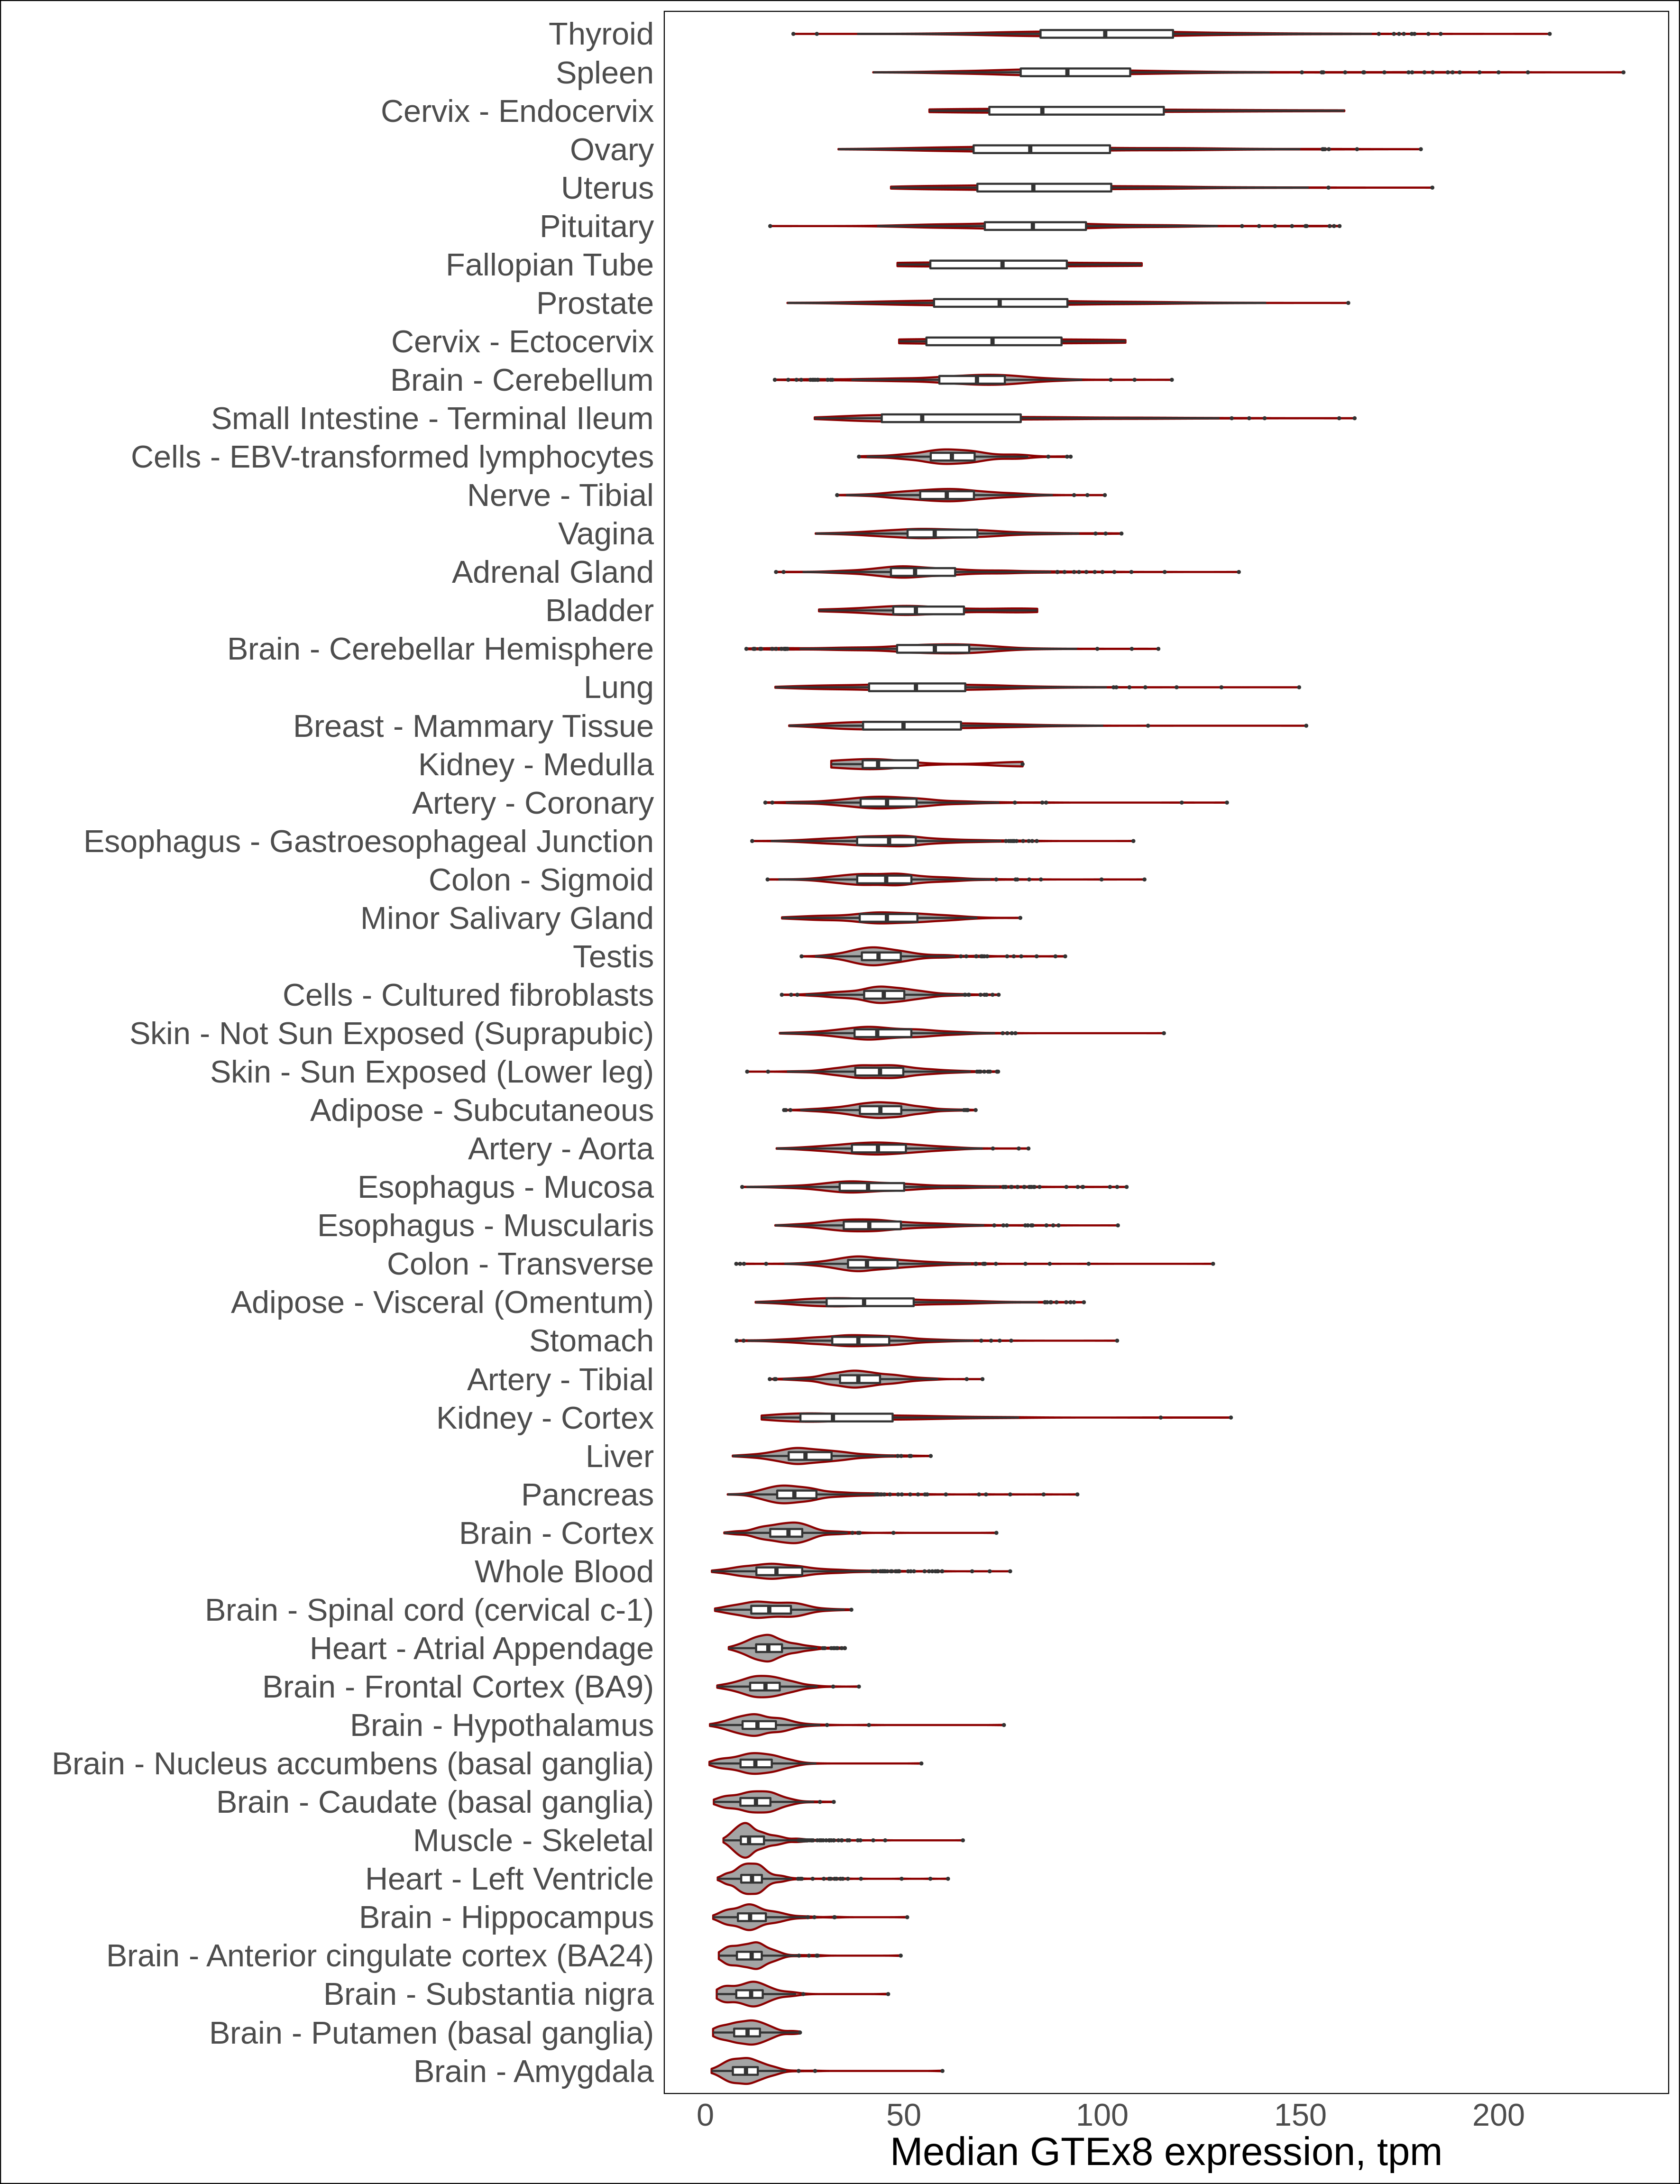 Thyroid
Spleen
Cervix - Endocervix
Ovary
Uterus
Pituitary
Fallopian Tube
Prostate
Cervix - Ectocervix
Brain - Cerebellum
Small Intestine - Terminal Ileum
Cells - EBV-transformed lymphocytes
Nerve - Tibial
Vagina
Adrenal Gland
Bladder
Brain - Cerebellar Hemisphere
Lung
Breast - Mammary Tissue
Kidney - Medulla
Artery - Coronary
Esophagus - Gastroesophageal Junction
Colon - Sigmoid
Minor Salivary Gland
Testis
Cells - Cultured fibroblasts
Skin - Not Sun Exposed (Suprapubic)
Skin - Sun Exposed (Lower leg)
Adipose - Subcutaneous
Artery - Aorta
Esophagus - Mucosa
Esophagus - Muscularis
Colon - Transverse
Adipose - Visceral (Omentum)
Stomach
Artery - Tibial
Kidney - Cortex
Liver
Pancreas
Brain - Cortex
Whole Blood
Brain - Spinal cord (cervical c-1)
Heart - Atrial Appendage
Brain - Frontal Cortex (BA9)
Brain - Hypothalamus
Brain - Nucleus accumbens (basal ganglia)
Brain - Caudate (basal ganglia)
Muscle - Skeletal
Heart - Left Ventricle
Brain - Hippocampus
Brain - Anterior cingulate cortex (BA24)
Brain - Substantia nigra
Brain - Putamen (basal ganglia)
Brain - Amygdala
0 50 100 150 200
Median GTEx8 expression, tpm